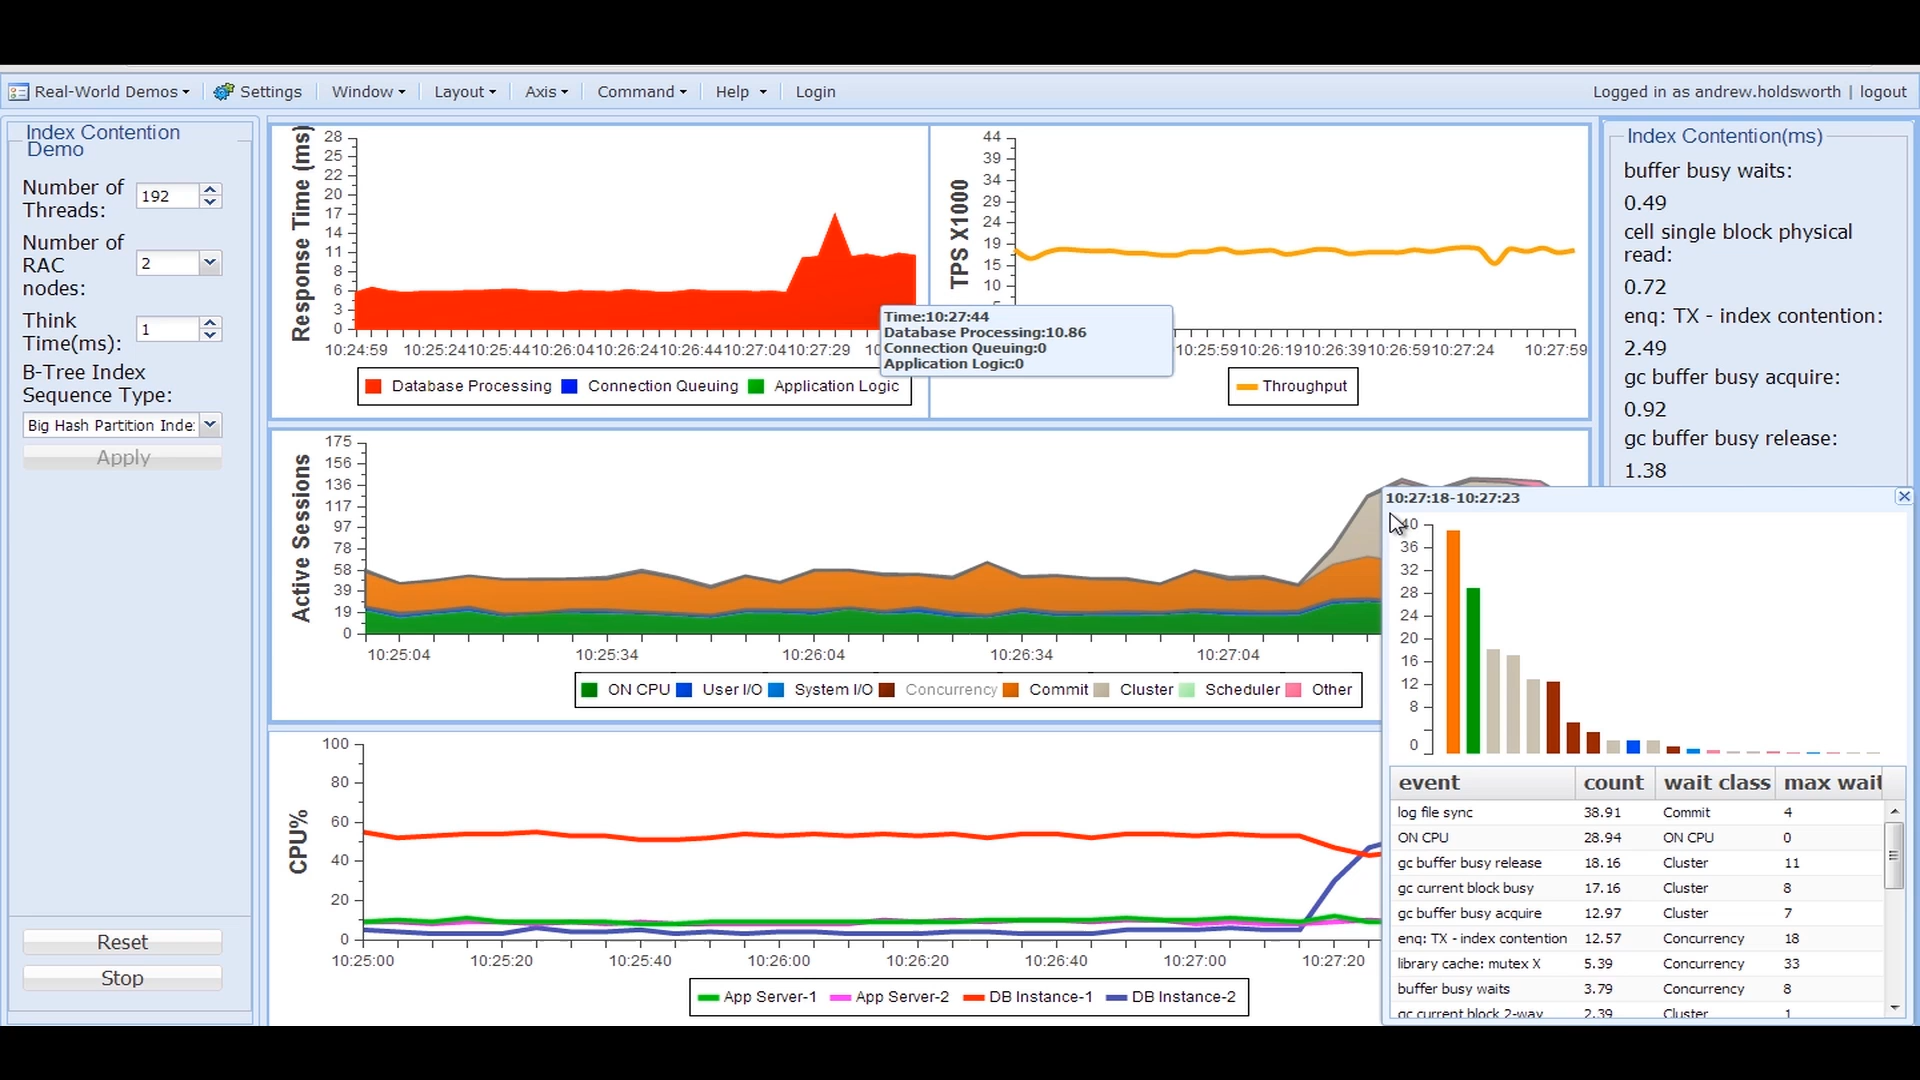 Real-World Demos
Settings
Window
Layout
Axis
Command
Help
Login
Logged in as andrew.holdsworth | logout
Index Contention
Demo
Number of
Threads:
192
Number of
RAC
nodes:
2
Think
Time(ms):
1
B-Tree Index
Sequence Type:
Big Hash Partition Inde
Apply
Reset
Stop
Response Time (ms)
28
25
22
20
17
14
11
8
6
3
0
10:24:59 10:25:24 10:25:44 10:26:04 10:26:24 10:26:44 10:27:04 10:27:29
Database Processing Connection Queuing Application Logic
TPS X1000
44
39
34
29
24
19
15
10
Time:10:27:44
Database Processing:10.86
Connection Queuing:0
Application Logic:0
10:25:59 10:26:19 10:26:39 10:26:59 10:27:24 10:27:59
Throughput
Active Sessions
175
156
136
117
97
78
58
39
19
0
10:25:04 10:25:34 10:26:04 10:26:34 10:27:04
ON CPU User I/O System I/O Concurrency Commit Cluster Scheduler Other
CPU%
100
80
60
40
20
0
10:25:00 10:25:20 10:25:40 10:26:00 10:26:20 10:26:40 10:27:00 10:27:20
App Server-1 App Server-2 DB Instance-1 DB Instance-2
Index Contention(ms)
buffer busy waits:
0.49
cell single block physical
read:
0.72
enq: TX - index contention:
2.49
gc buffer busy acquire:
0.92
gc buffer busy release:
1.38
10:27:18-10:27:23
40
36
32
28
24
20
16
12
8
0
event count wait class max wait
log file sync 38.91 Commit 4
ON CPU 28.94 ON CPU 0
gc buffer busy release 18.16 Cluster 11
gc current block busy 17.16 Cluster 8
gc buffer busy acquire 12.97 Cluster 7
enq: TX - index contention 12.57 Concurrency 18
library cache: mutex X 5.39 Concurrency 33
buffer busy waits 3.79 Concurrency 8
gc current block 2-way 2.39 Cluster 1